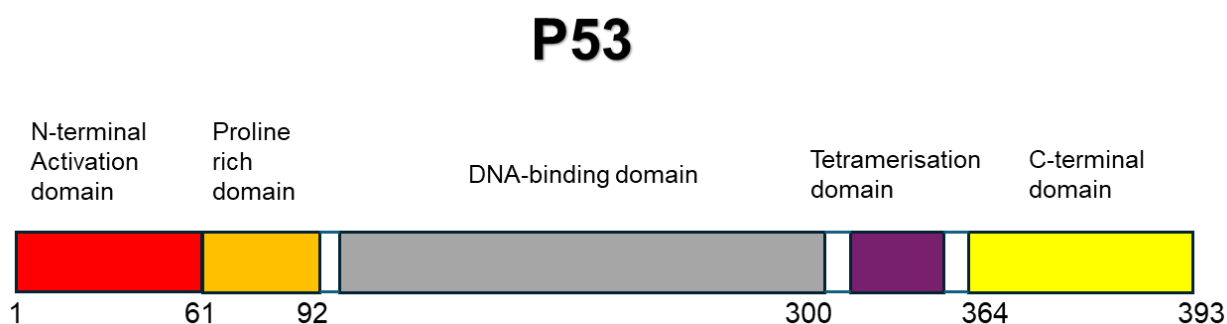 P53
N-terminal
Activation
domain
Proline
rich
domain
DNA-binding domain
Tetramerisation
domain
C-terminal
domain
1
61
92
300
364
393